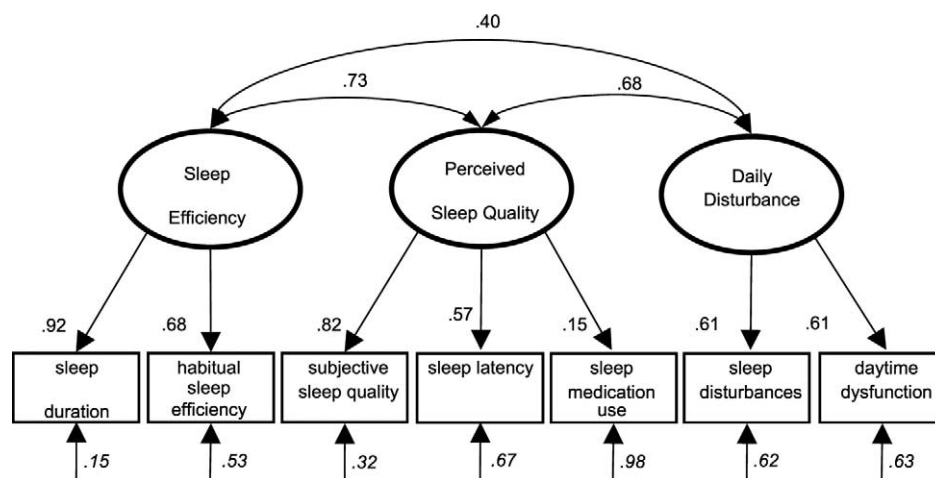 .40
.73
.68
Sleep
Efficiency
Perceived
Sleep Quality
Daily
Disturbance
.92
.68
.82
.57
.15
.61
.61
sleep
duration
habitual
sleep
efficiency
subjective
sleep quality
sleep latency
sleep
medication
use
sleep
disturbances
daytime
dysfunction
.15
.53
.32
.67
.98
.62
.63